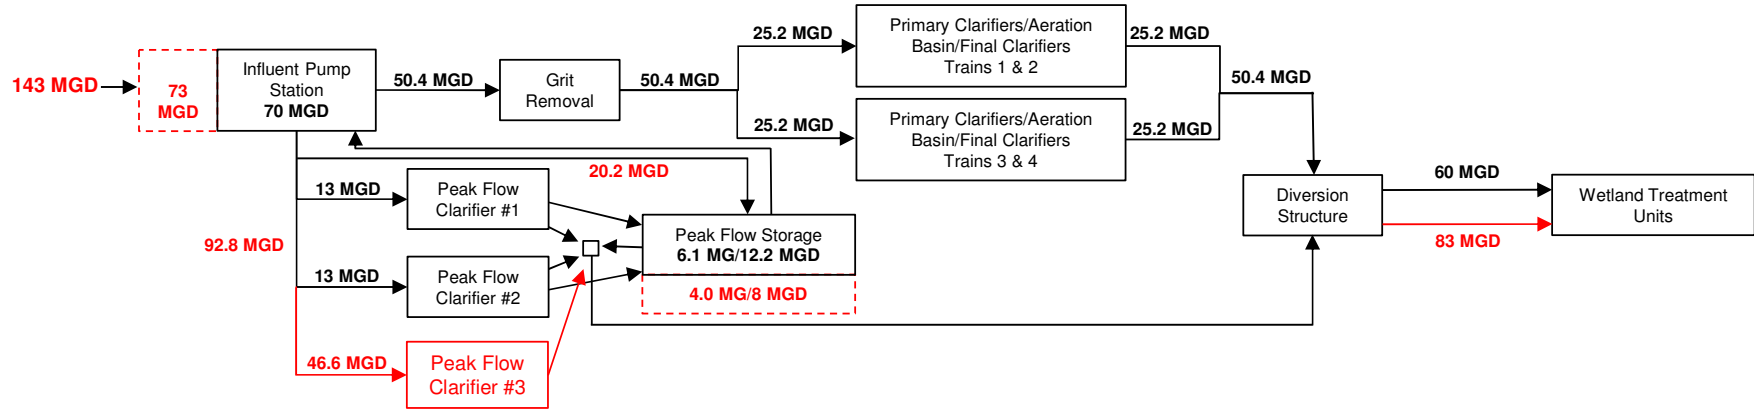 143 MGD
73
MGD
Influent Pump
Station
70 MGD
50.4 MGD
Grit
Removal
50.4 MGD
25.2 MGD
25.2 MGD
Primary Clarifiers/Aeration
Basin/Final Clarifiers
Trains 1 & 2
Primary Clarifiers/Aeration
Basin/Final Clarifiers
Trains 3 & 4
25.2 MGD
25.2 MGD
50.4 MGD
20.2 MGD
13 MGD
Peak Flow
Clarifier #1
92.8 MGD
13 MGD
Peak Flow
Clarifier #2
Peak Flow Storage
6.1 MG/12.2 MGD
4.0 MG/8 MGD
46.6 MGD
Peak Flow
Clarifier #3
Diversion
Structure
60 MGD
83 MGD
Wetland Treatment
Units